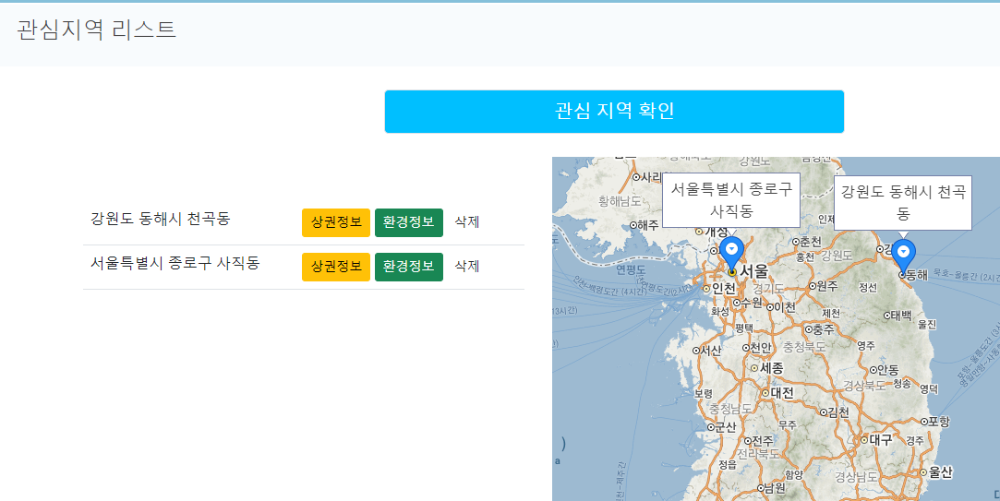 관심지역 리스트
관심 지역 확인
강원도 동해시 천곡동
상권정보 환경정보 삭제
서울특별시 종로구 사직동
상권정보 환경정보 삭제
강원도
사리
서울특별시 종로구
사직동
강원도 동해시 천곡
동
황해남도
해주
개성
인제
춘천
홍천
강원도
연평도
서울
동해
인천
경기도
원주
정선
화성
수원
이천
태백
제천
울진
평택
충주
서산
천안
충청북도
영주
세종
안동
청송
영덕
보령
경상북도
대전
충청남도
김천
포항
군산
무주
전주
대구
경주
전라북도
정읍
함양
경상남도
울산
남원